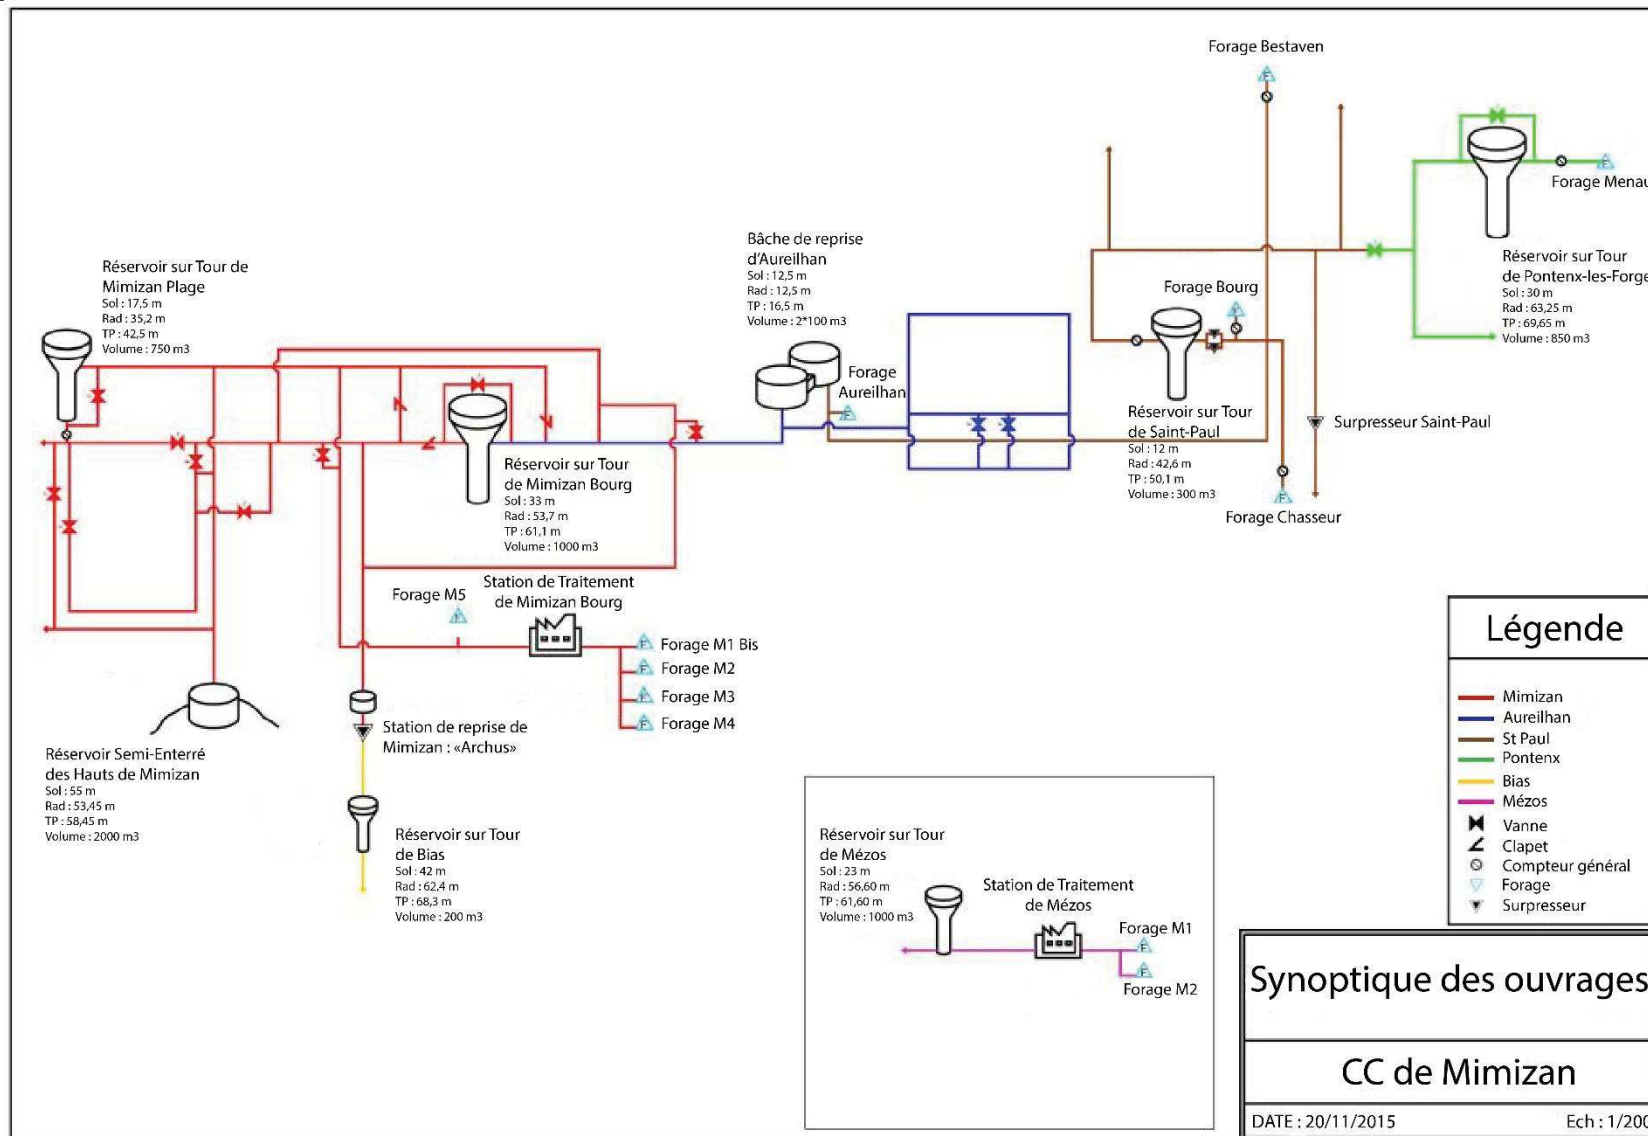 Forage Bestaven
Forage Menau
Réservoir sur Tour
de Pontenx-les-Forge
Sol : 30 m
Rad : 63,25 m
TP : 69,65 m
Volume : 850 m3
Bâche de reprise
d'Aureilhan
Sol : 12,5 m
Rad : 12,5 m
TP : 16,5 m
Volume : 2*100 m3
Réservoir sur Tour de
Mimizan Plage
Sol : 17,5 m
Rad : 35,2 m
TP : 42,5 m
Volume : 750 m3
Forage Bourg
Forage
Aureilhan
Réservoir sur Tour
de Saint-Paul
Sol : 12 m
Rad : 42,6 m
TP : 50,1 m
Volume : 300 m3
Surpresseur Saint-Paul
Forage Chasseur
Réservoir sur Tour
de Mimizan Bourg
Sol : 33 m
Rad : 53,7 m
TP : 61,1 m
Volume : 1000 m3
Forage M5
Station de Traitement
de Mimizan Bourg
Forage M1 Bis
Forage M2
Forage M3
Forage M4
Station de reprise de
Mimizan : «Archus»
Réservoir Semi-Enterré
des Hauts de Mimizan
Sol : 55 m
Rad : 53,45 m
TP : 58,45 m
Volume : 2000 m3
Réservoir sur Tour
de Bias
Sol : 42 m
Rad : 62,4 m
TP : 68,3 m
Volume : 200 m3
Réservoir sur Tour
de Mézos
Sol : 23 m
Rad : 56,60 m
TP : 61,60 m
Volume : 1000 m3
Station de Traitement
de Mézos
Forage M1
Forage M2
Légende
Mimizan
Aureilhan
St Paul
Pontenx
Bias
Mézos
Vanne
Clapet
Compteur général
Forage
Surpresseur
Synoptique des ouvrages
CC de Mimizan
DATE : 20/11/2015 Ech : 1/200